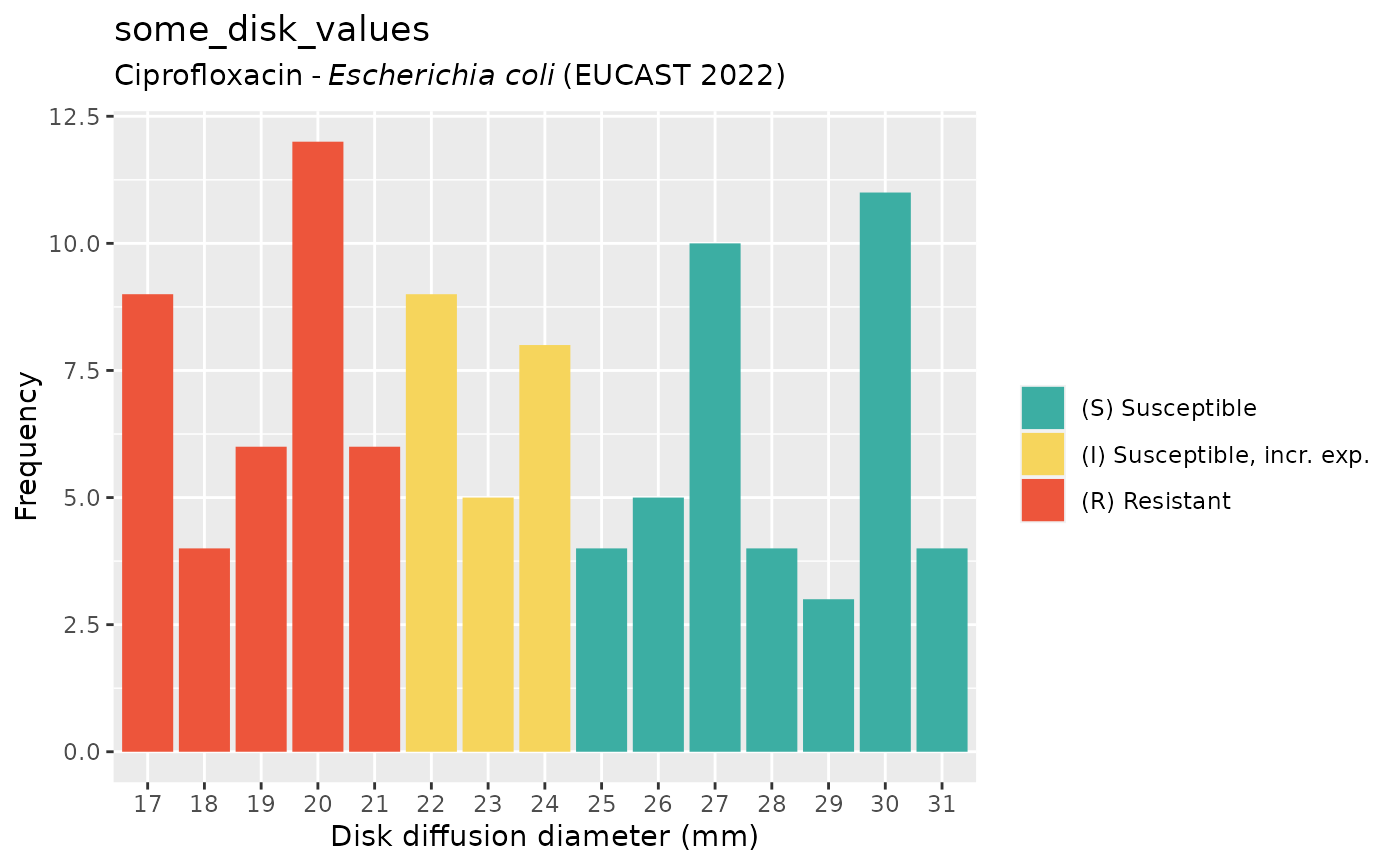 some_disk_values
Ciprofloxacin - Escherichia coli (EUCAST 2022)
Frequency
12.5
10.0
7.5
5.0
2.5
0.0
17 18 19 20 21 22 23 24 25 26 27 28 29 30 31
Disk diffusion diameter (mm)
(S) Susceptible
(I) Susceptible, incr. exp.
(R) Resistant